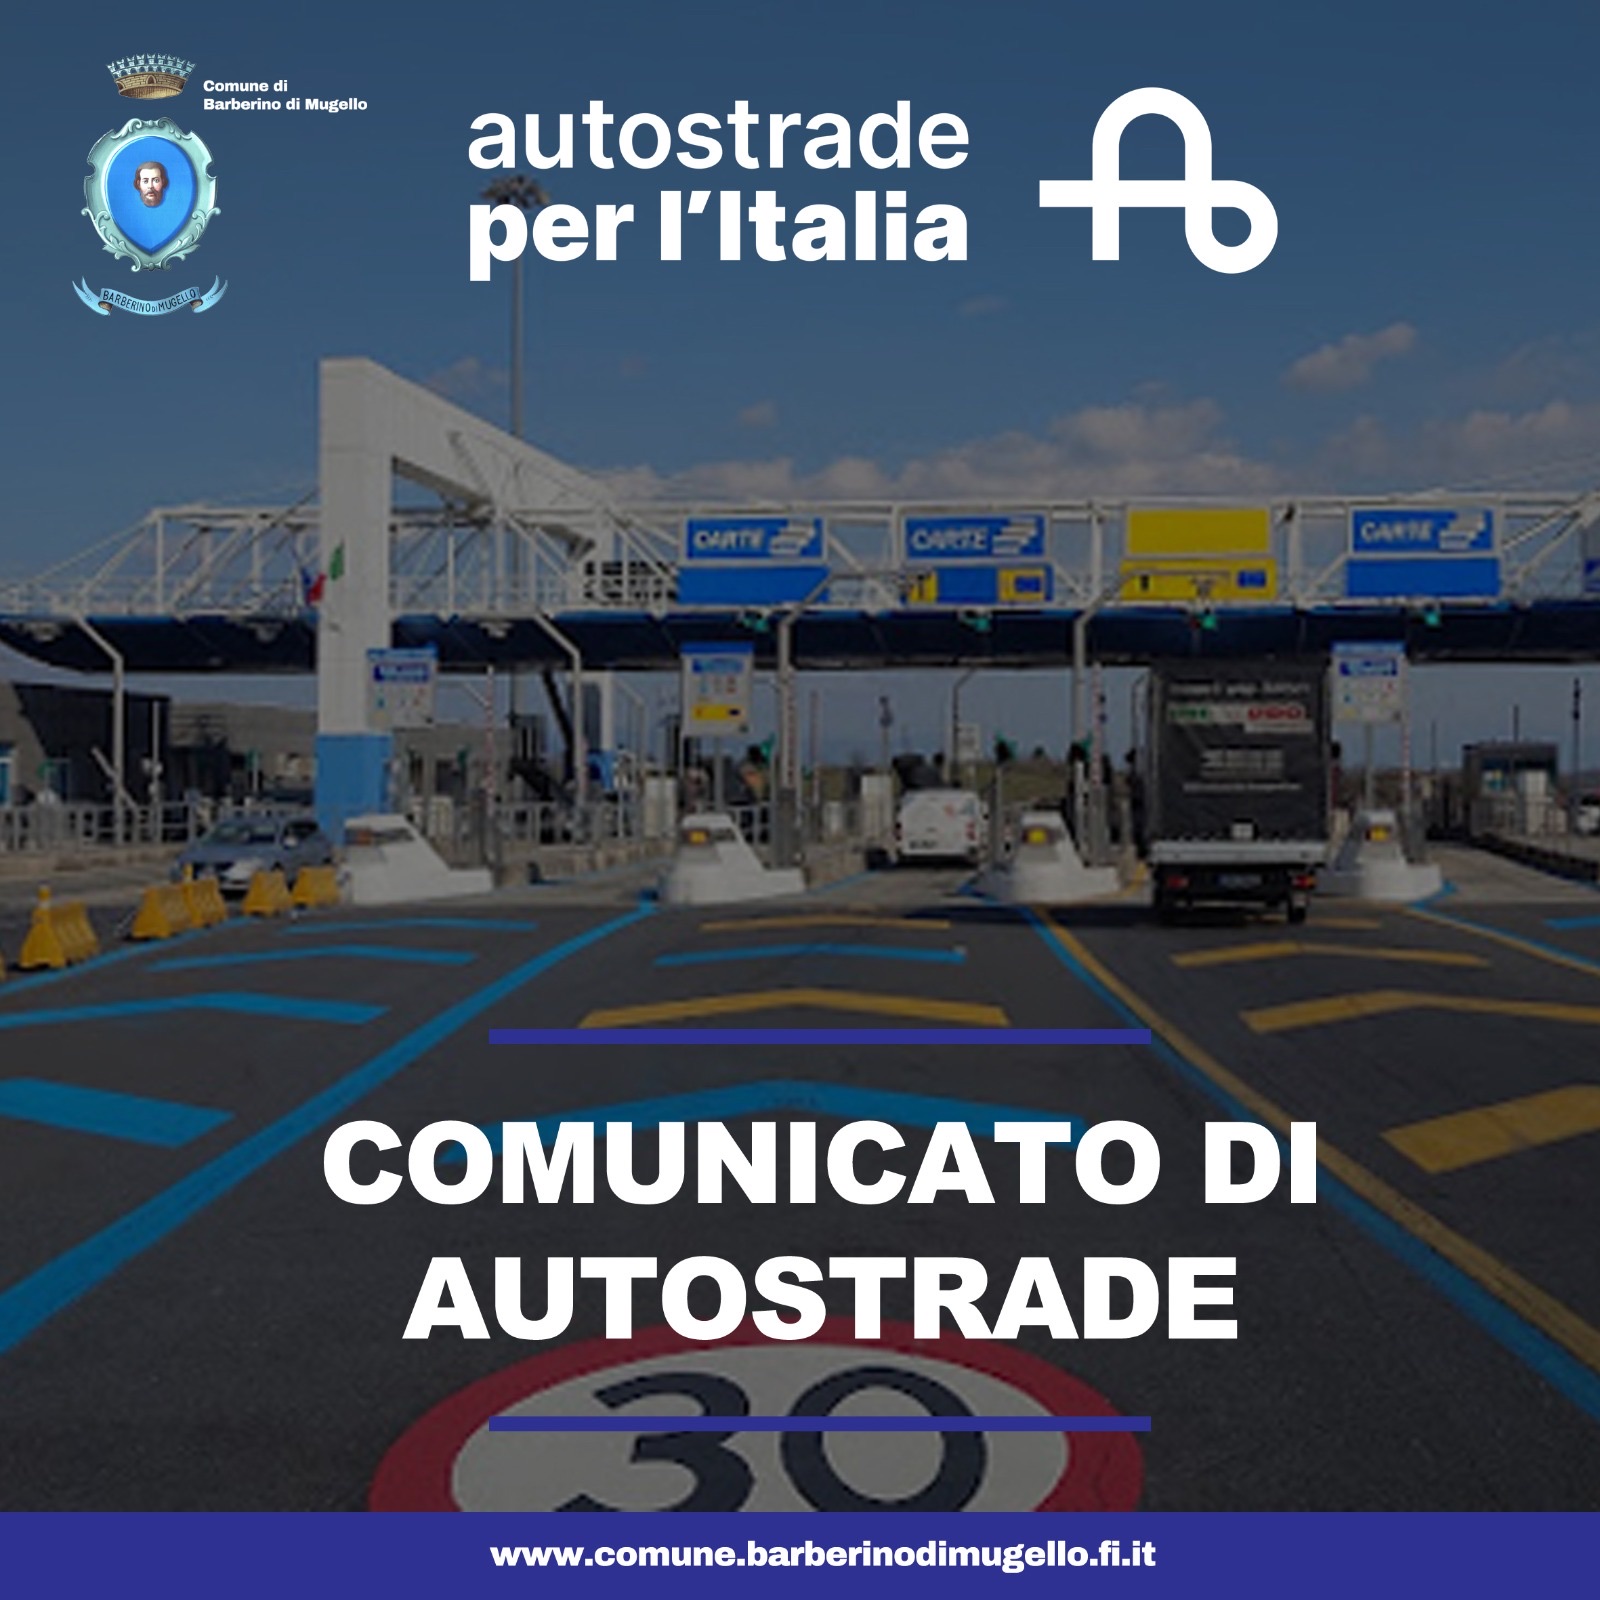 Comune di
Barberino di Mugello
autostrade
per l'Italia
BARBERINO DI MUGELLO
CARTE
CARTE
CARTE
COMUNICATO DI
AUTOSTRADE
30
www.comune.barberinodimugello.fi.it